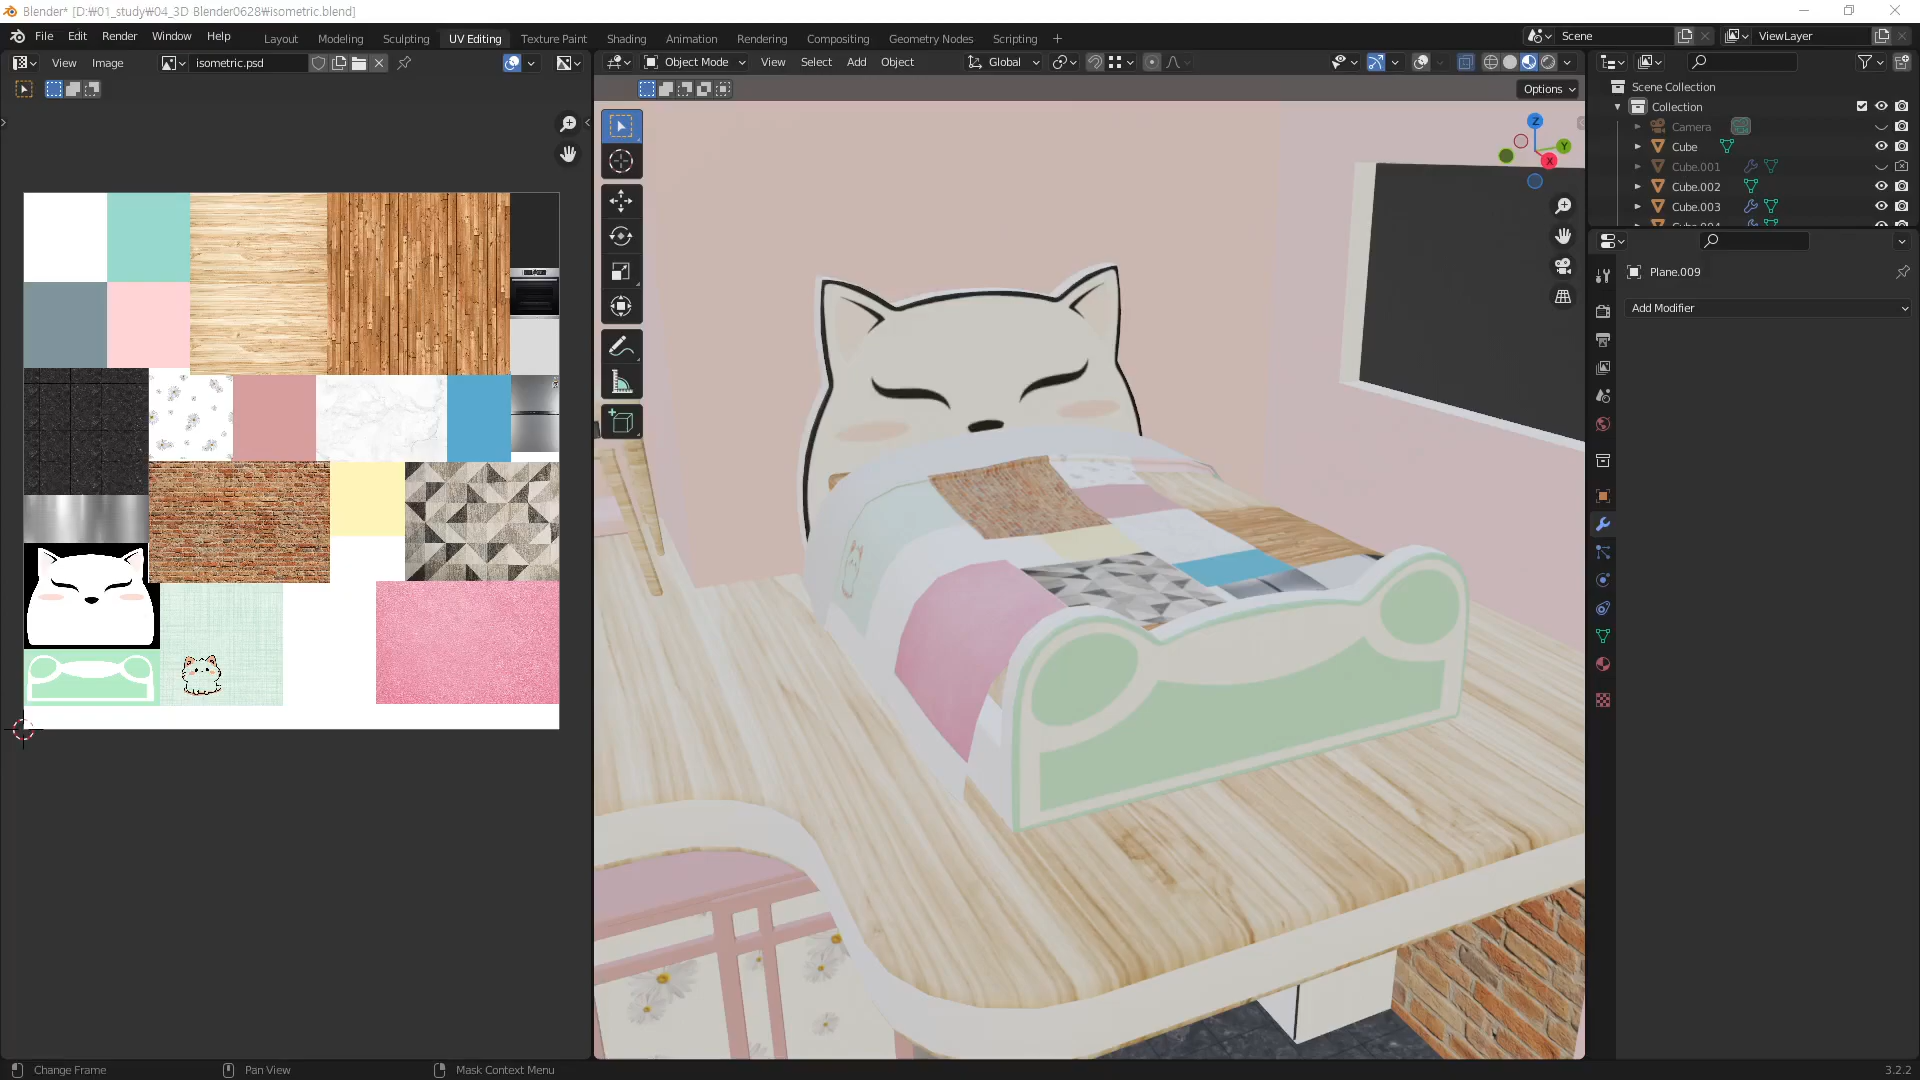 Blender* [D:₩01_study₩04_3D Blender0628₩isometric.blend]
File Edit Render Window Help
Layout Modeling Sculpting UV Editing Texture Paint Shading Animation Rendering Compositing Geometry Nodes Scripting
Scene
ViewLayer
View Image
isometric.psd
Object Mode
View Select Add Object
Global
Options
Z
Y
X
Scene Collection
Collection
Camera
Cube
Cube.001
Cube.002
Cube.003
Plane.009
Add Modifier
Change Frame
Pan View
Mask Context Menu
3.2.2